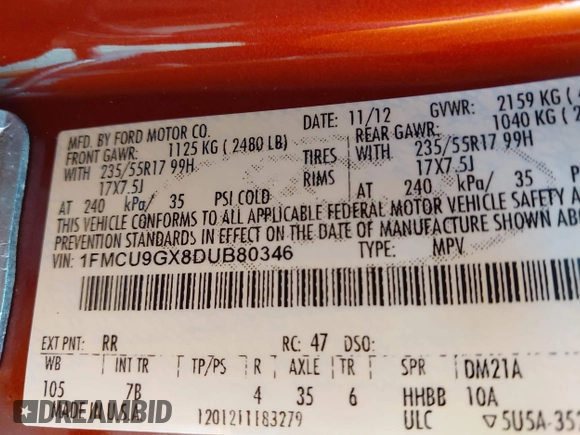 MFD. BY FORD MOTOR CO.
DATE: 11/12
GVWR: 2159 KG
FRONT GAWR: 1125 KG ( 2480 LB)
REAR GAWR: 1040 KG
WITH 235/55R17 99H TIRES WITH 235/55R17 99H
17X7.5J RIMS 17X7.5J
AT 240 kPa/ 35 PSI COLD AT 240 kPa/ 35
THIS VEHICLE CONFORMS TO ALL APPLICABLE FEDERAL MOTOR VEHICLE SAFETY
PREVENTION STANDARDS IN EFFECT ON THE DATE OF MANUFACTURE SHOWN
VIN: 1FMCU9GX8DUB80346 TYPE: MPV
EXT PNT: RR RC: 47 DSO:
WB INT TR TP/PS R AXLE TR SPR DM21A
105 7B 4 35 6 HHBB 10A
MADE IN U.S.A. 1201211183279 ULC ▽5U5A-35
DREAMBID